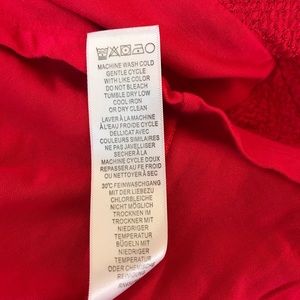 MACHINE WASH COLD
GENTLE CYCLE
WITH LIKE COLOR
DO NOT BLEACH
TUMBLE DRY LOW
COOL IRON
OR DRY CLEAN
LAVER À LA MACHINE
À L'EAU FROIDE CYCLE
DELLICAT AVEC
COULEURS SIMILAIRES
NE PAS JAVELLISER
SÉCHER À LA
MACHINE CYCLE DOUX
REPASSER AU FE FROID
OU NETTOYER À SEC
30°C FEINWASCHGANG
MIT DER LIEBEZU
CHLORBLEICHE
NICHT MÖGLICH
TROCKNEN IM
TROCKNER MIT
NIEDRIGER
TEMPERATUR
BÜGELN MIT
NIEDRIGER
TEMPERATUR
ODER CHEMISCHE